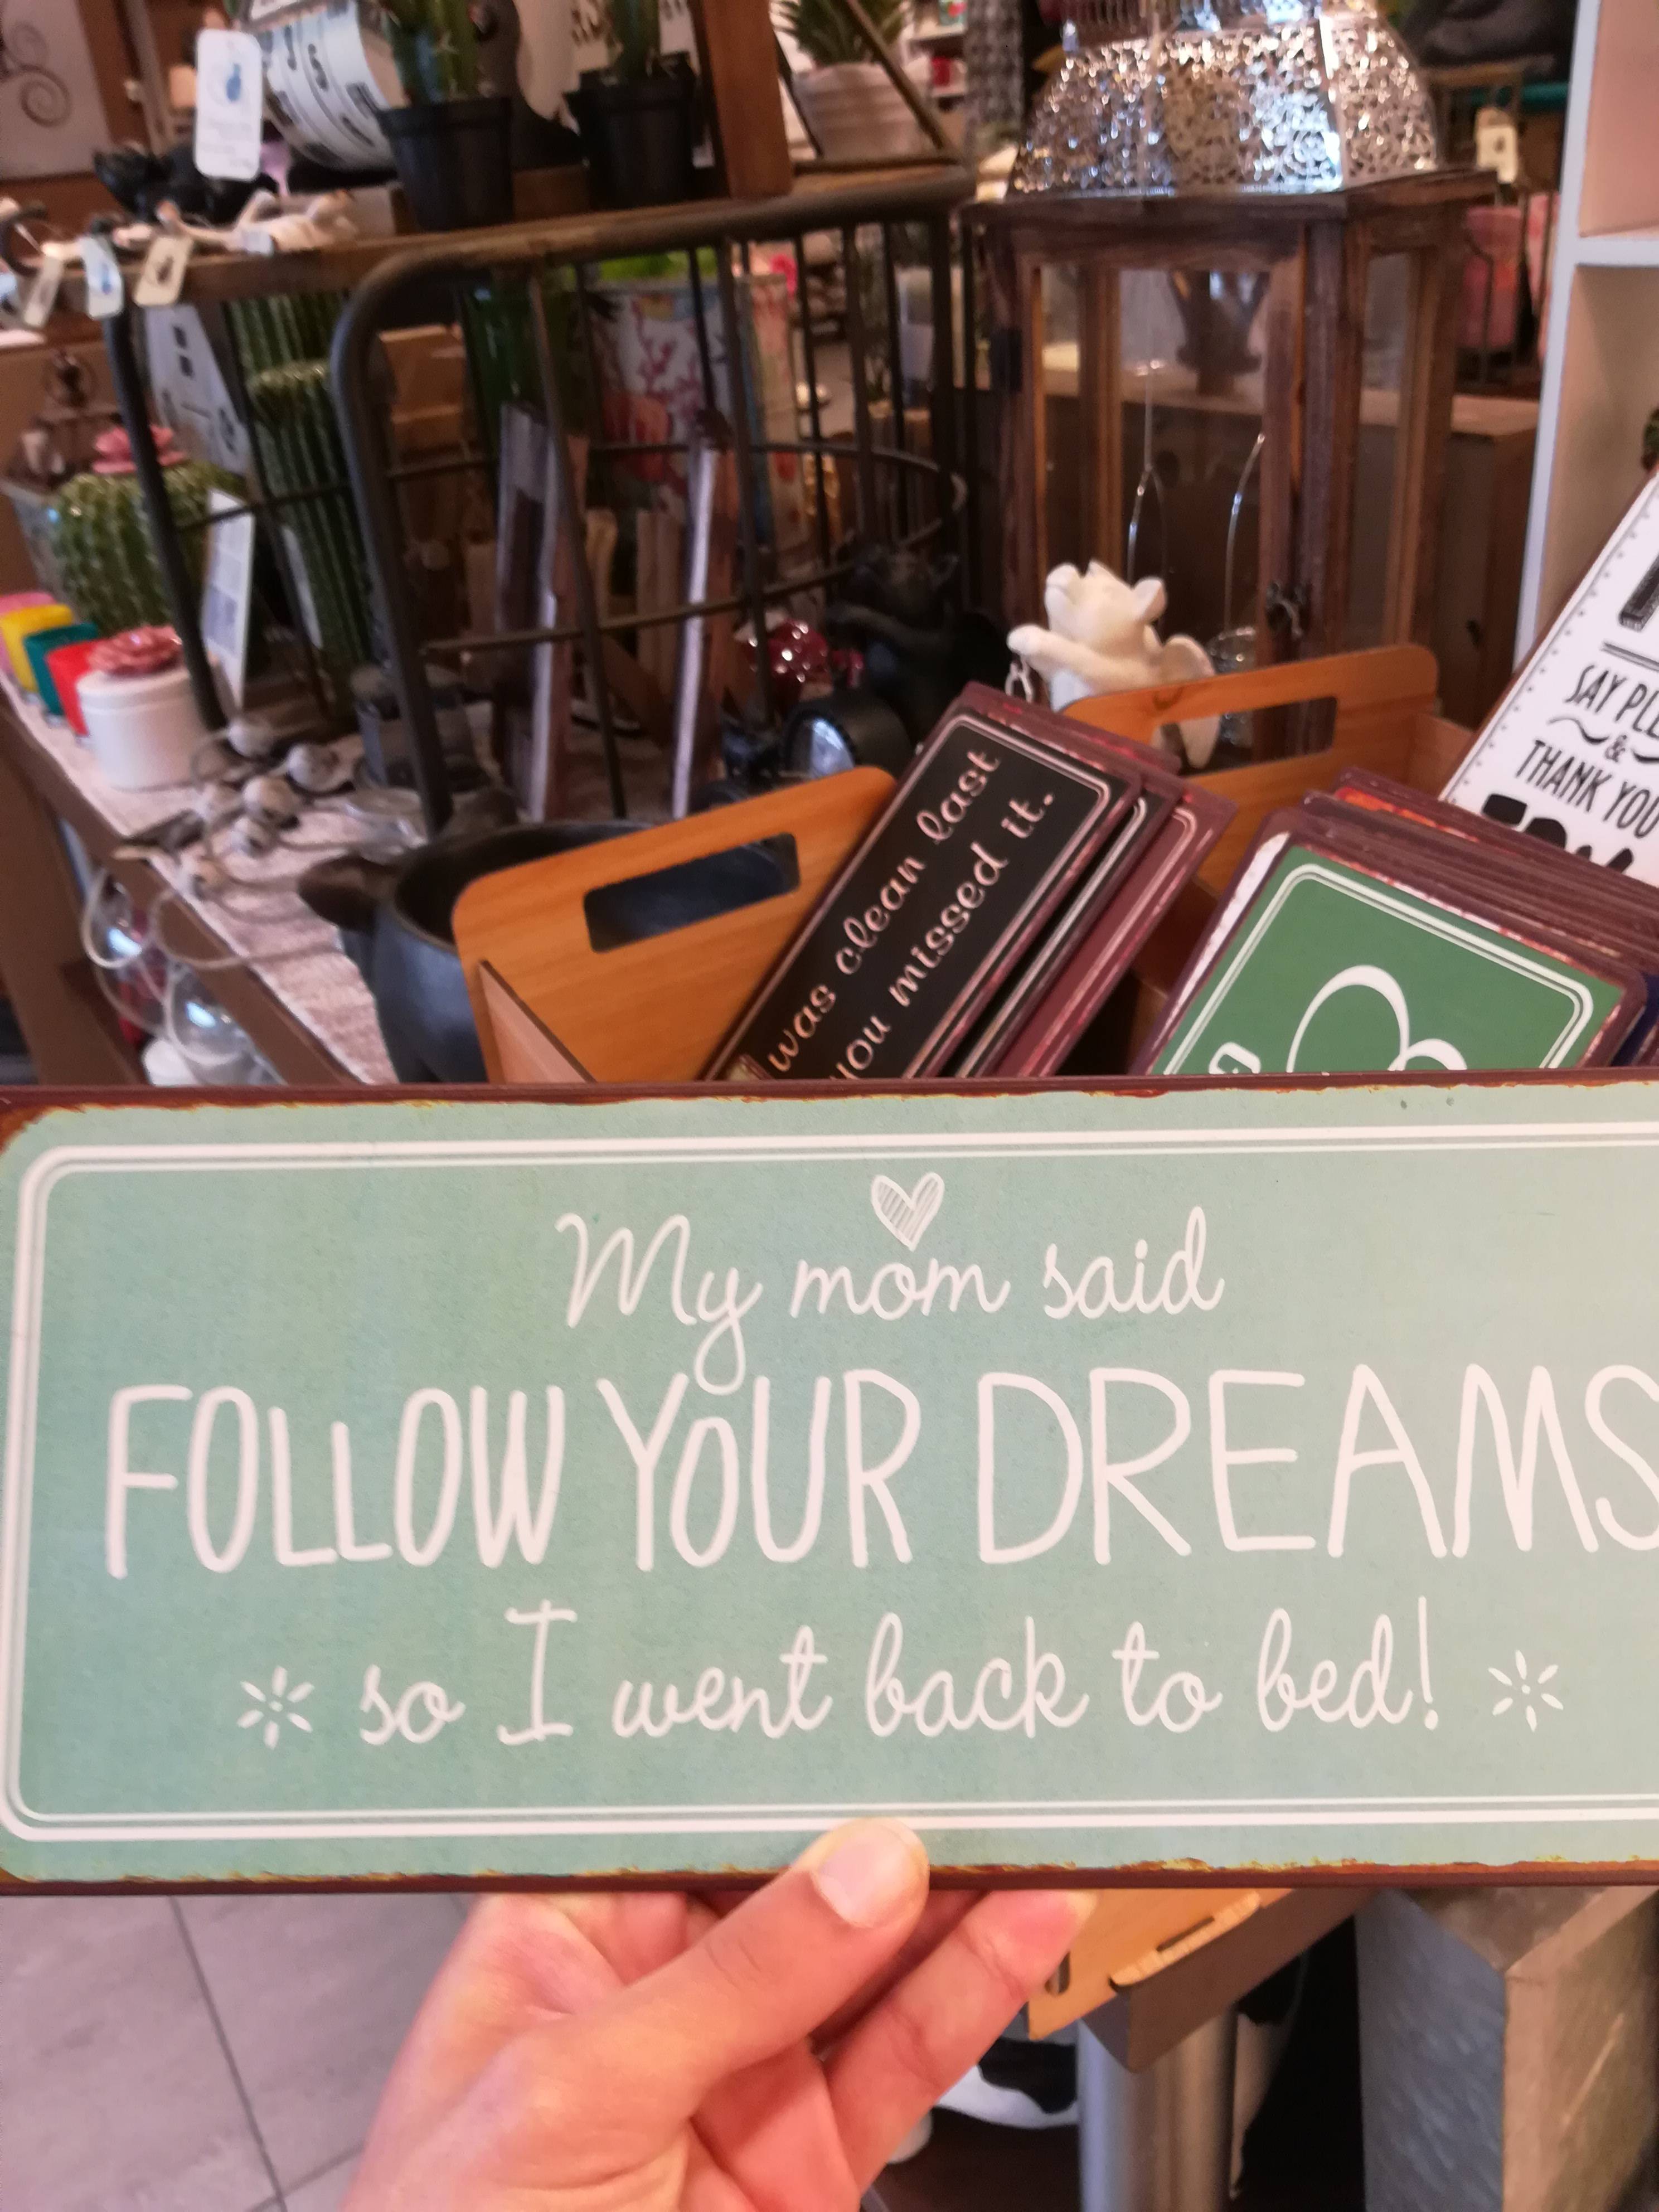 was clean last
you missed it.
SAY
&
THANK YOU
My mom said
FOLLOW YOUR DREAMS
so I went back to bed!